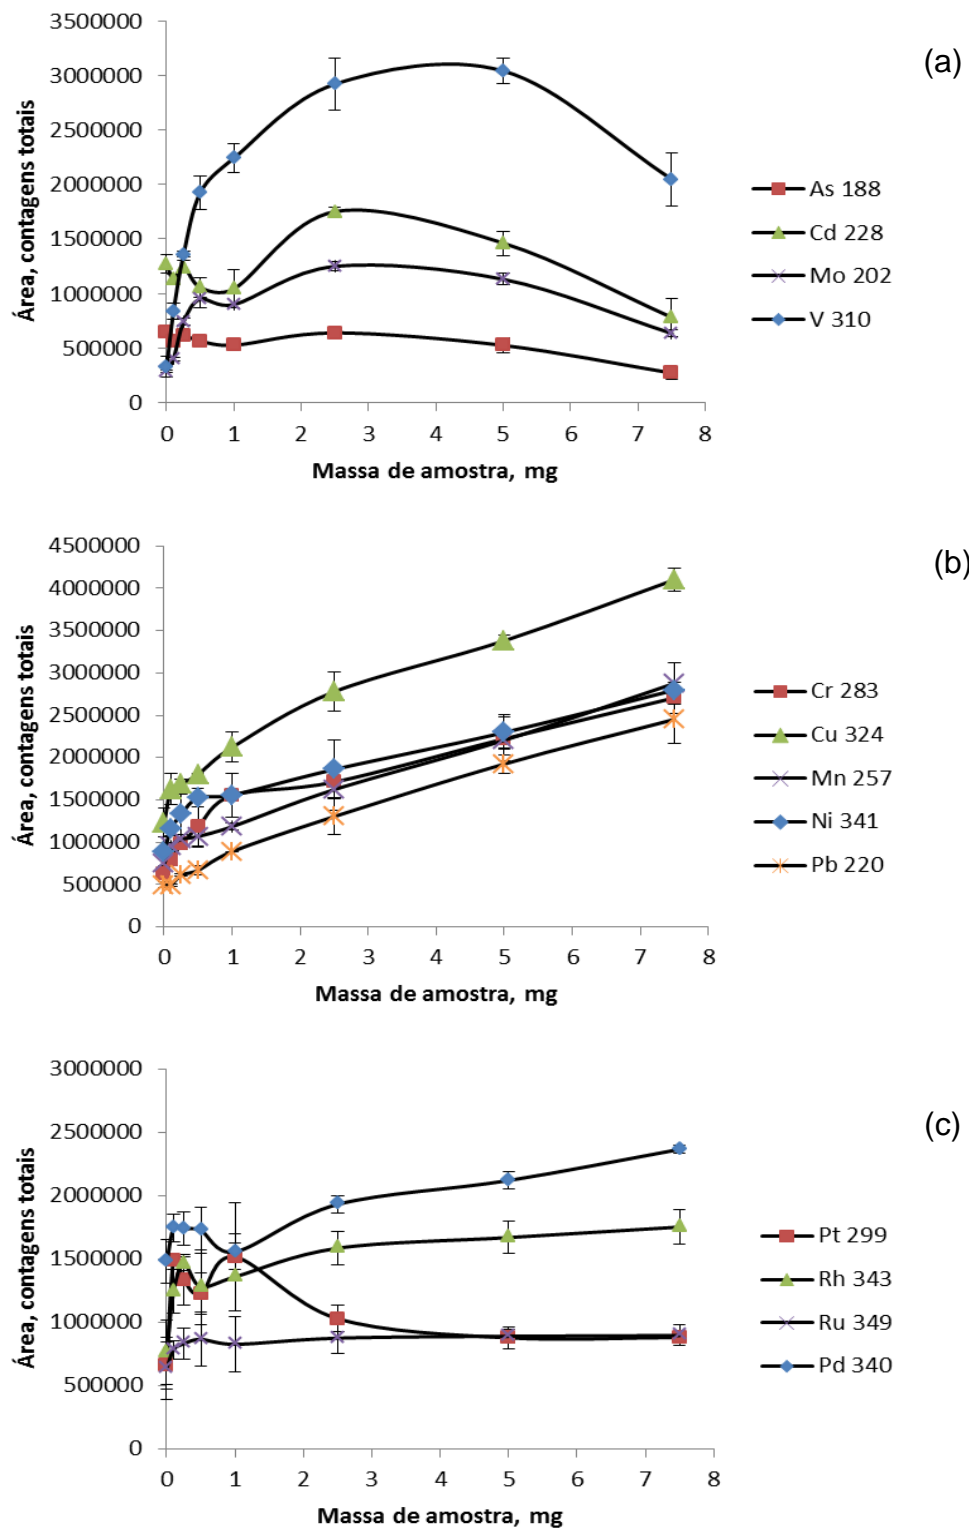 (a)
Área, contagens totais
3500000
3000000
2500000
2000000
1500000
1000000
500000
0
0 1 2 3 4 5 6 7 8
Massa de amostra, mg
As 188
Cd 228
Mo 202
V 310
(b)
Área, contagens totais
4500000
4000000
3500000
3000000
2500000
2000000
1500000
1000000
500000
0
0 1 2 3 4 5 6 7 8
Massa de amostra, mg
Cr 283
Cu 324
Mn 257
Ni 341
Pb 220
(c)
Área, contagens totais
3000000
2500000
2000000
1500000
1000000
500000
0
0 1 2 3 4 5 6 7 8
Massa de amostra, mg
Pt 299
Rh 343
Ru 349
Pd 340